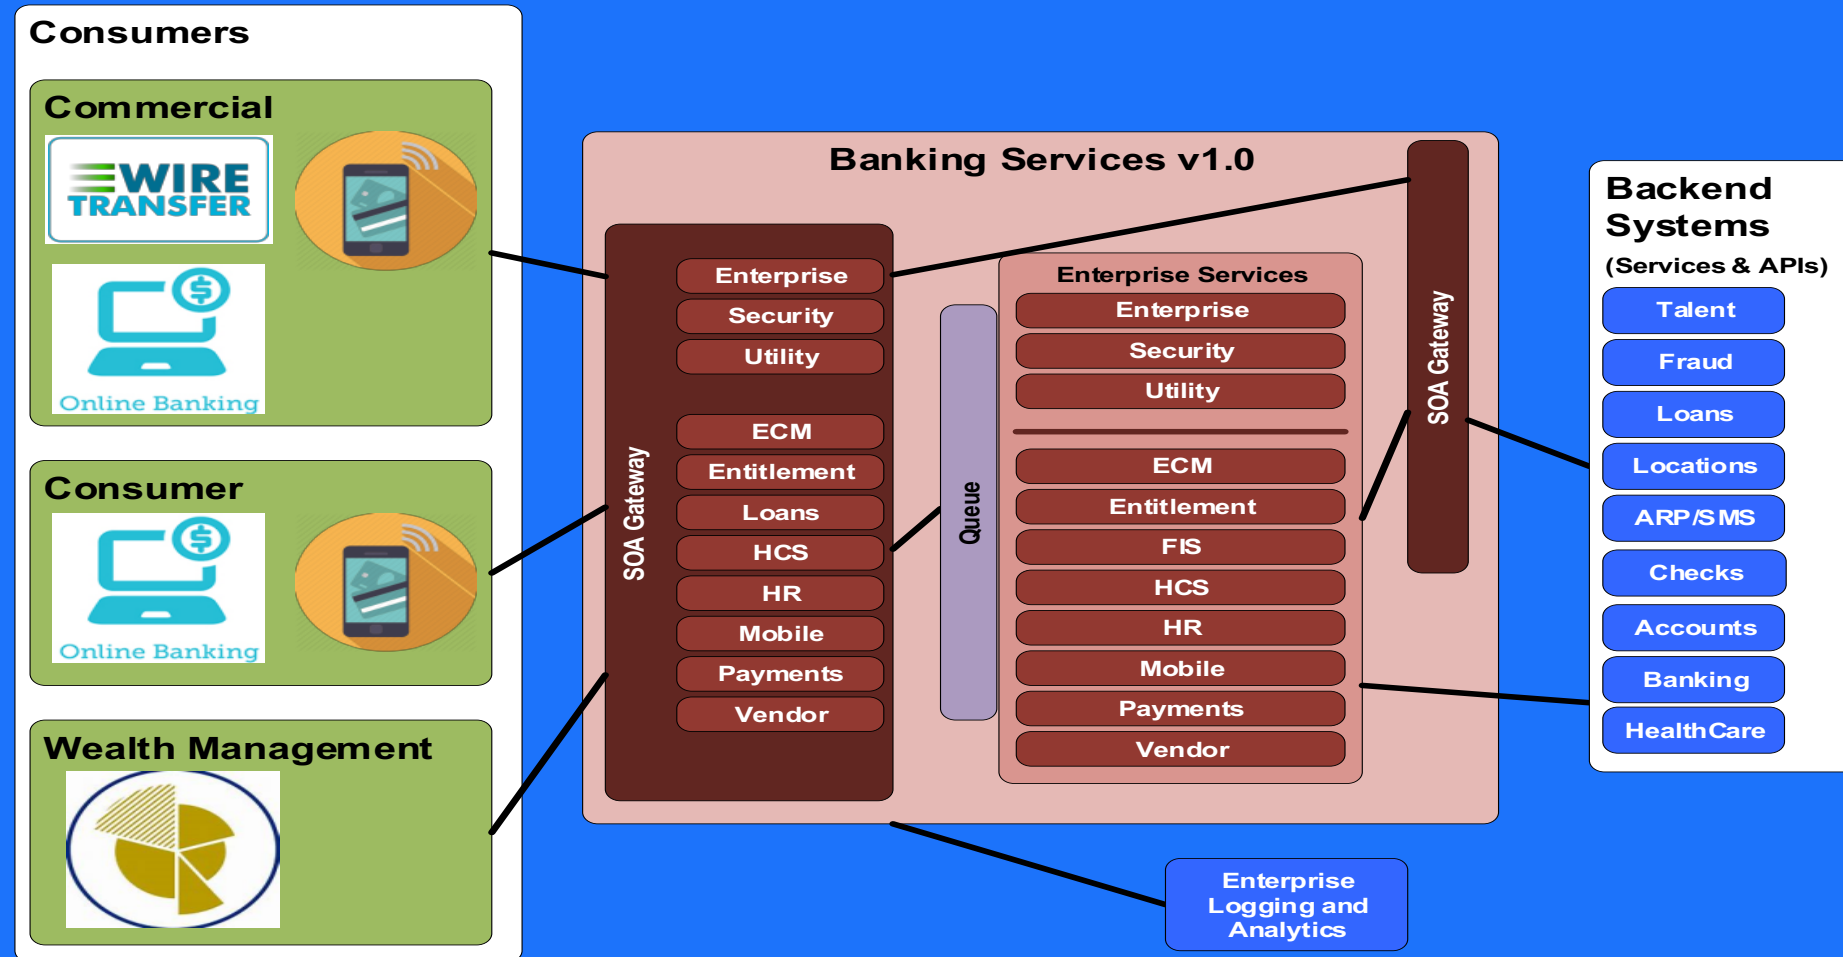 Consumers
Commercial
WIRE
TRANSFER
Online Banking
Consumer
Online Banking
Wealth Management
Banking Services v1.0
SOA Gateway
Enterprise
Security
Utility
ECM
Entitlement
Loans
HCS
HR
Mobile
Payments
Vendor
Queue
Enterprise Services
Enterprise
Security
Utility
ECM
Entitlement
FIS
HCS
HR
Mobile
Payments
Vendor
SOA Gateway
Backend
Systems
(Services & APIs)
Talent
Fraud
Loans
Locations
ARP/SMS
Checks
Accounts
Banking
HealthCare
Enterprise
Logging and
Analytics